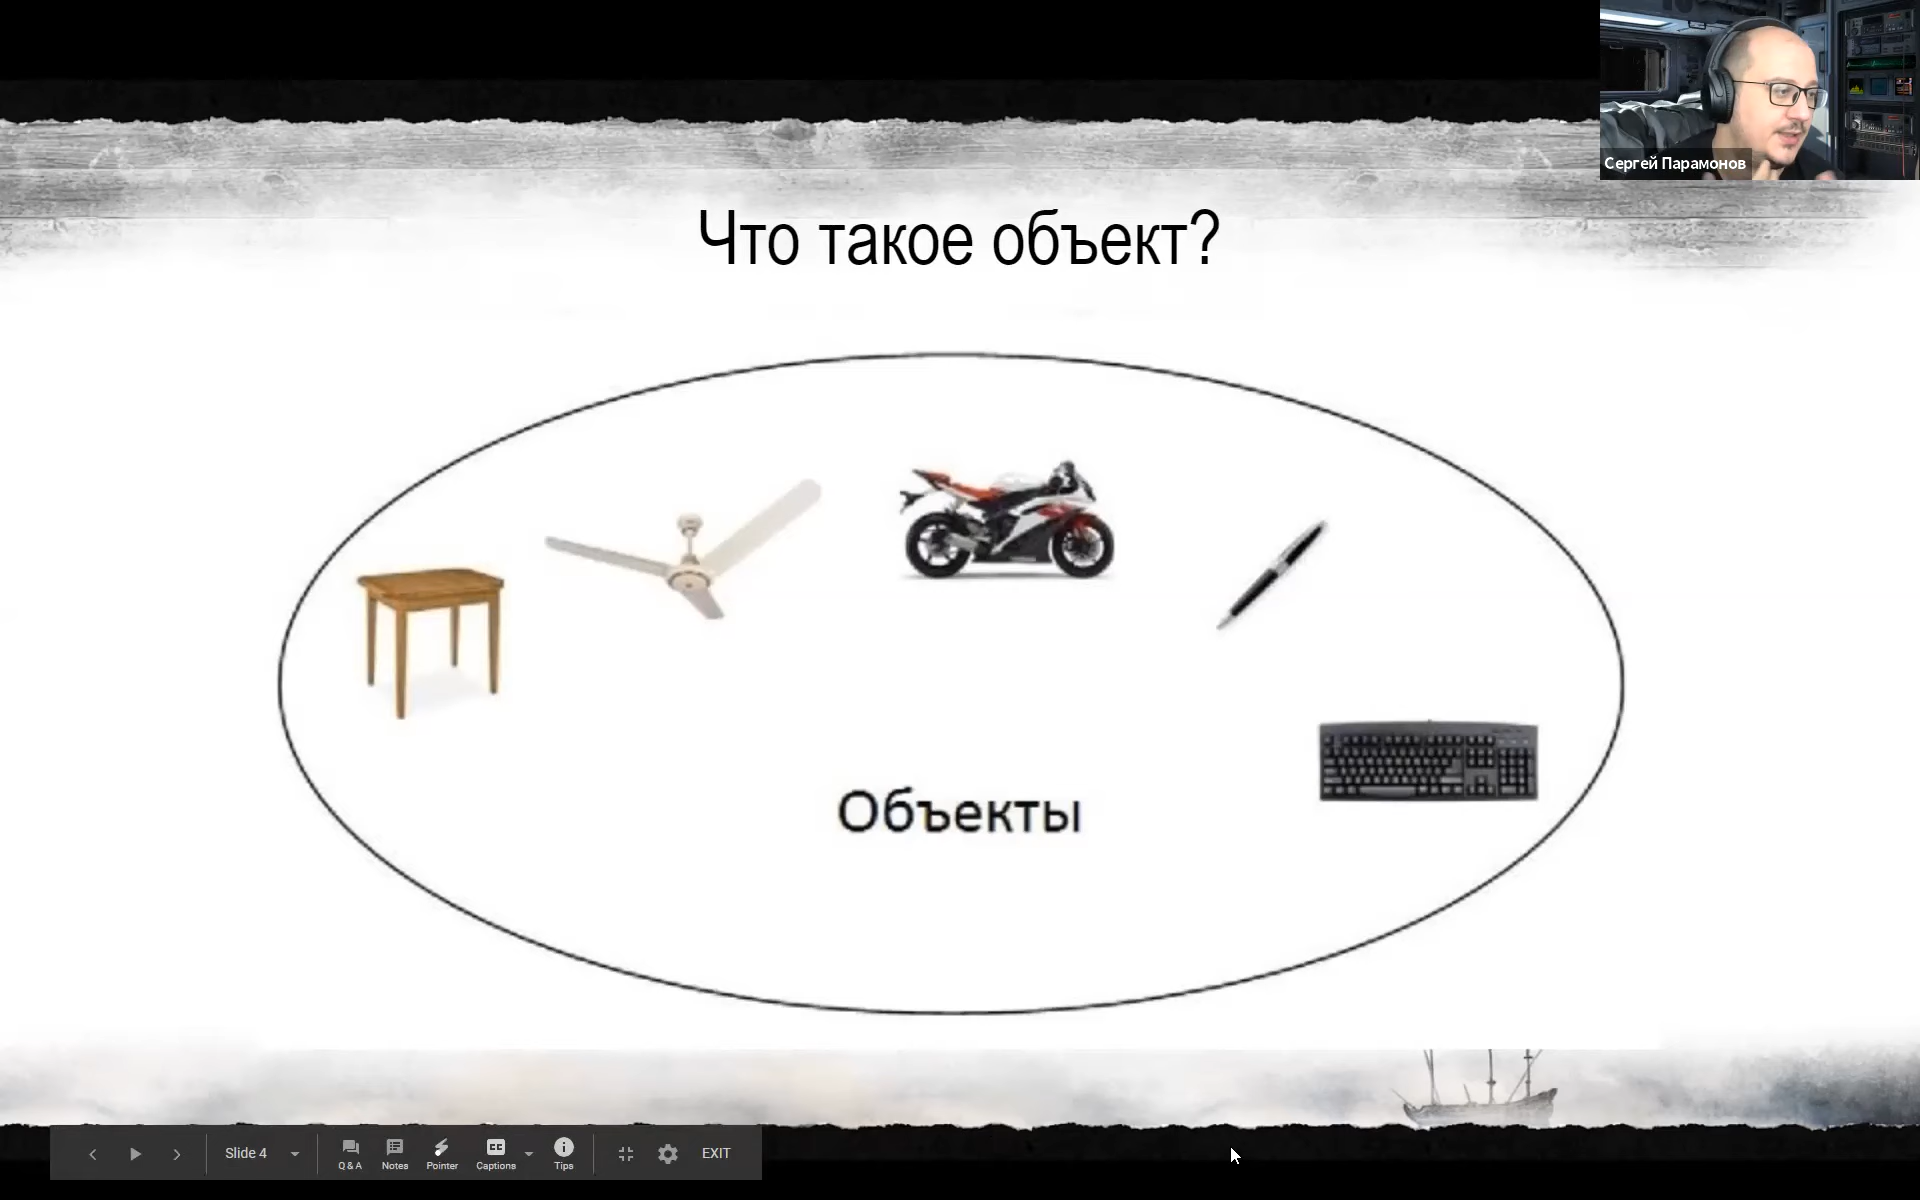 Сергей Парамонов
Что такое объект?
Объекты
Slide 4
Q & A
Notes
Pointer
Captions
Tips
EXIT